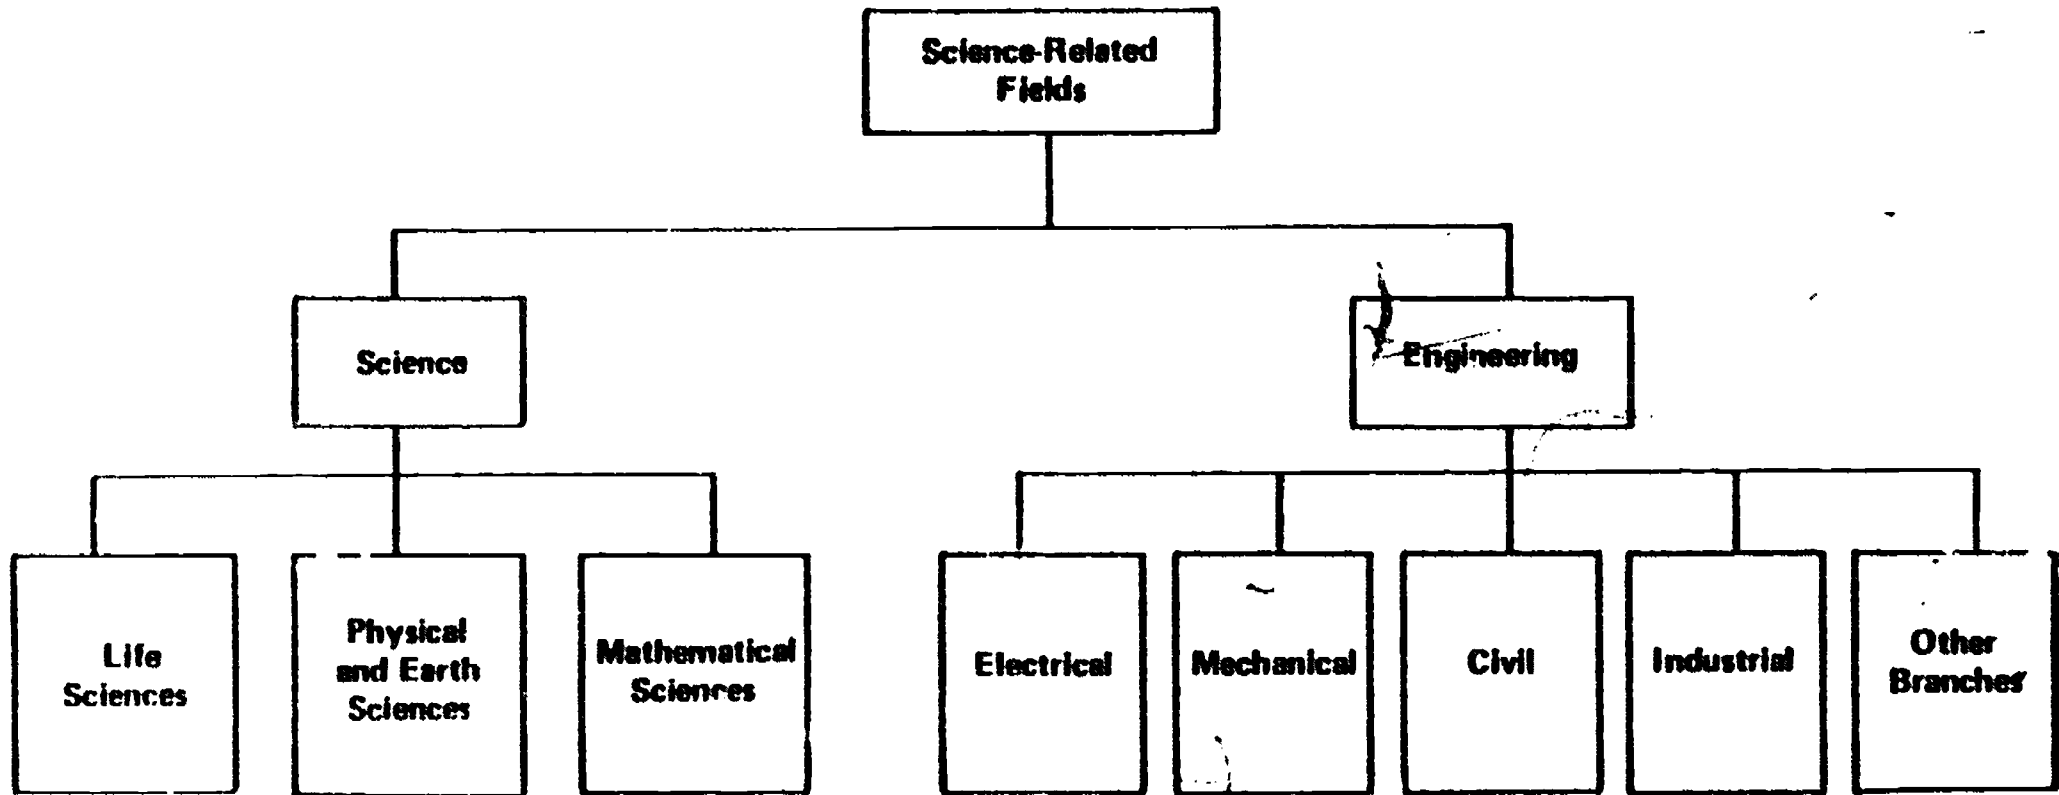 Science-Related
Fields
Science
Engineering
Life
Sciences
Physical
and Earth
Sciences
Mathematical
Sciences
Electrical
Mechanical
Civil
Industrial
Other
Branches